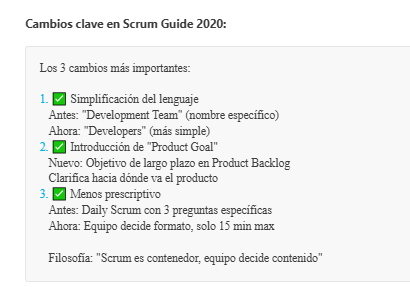 Cambios clave en Scrum Guide 2020:
Los 3 cambios más importantes:
1. ✅ Simplificación del lenguaje
Antes: "Development Team" (nombre específico)
Ahora: "Developers" (más simple)
2. ✅ Introducción de "Product Goal"
Nuevo: Objetivo de largo plazo en Product Backlog
Clarifica hacia dónde va el producto
3. ✅ Menos prescriptivo
Antes: Daily Scrum con 3 preguntas específicas
Ahora: Equipo decide formato, solo 15 min max
Filosofía: "Scrum es contenedor, equipo decide contenido"